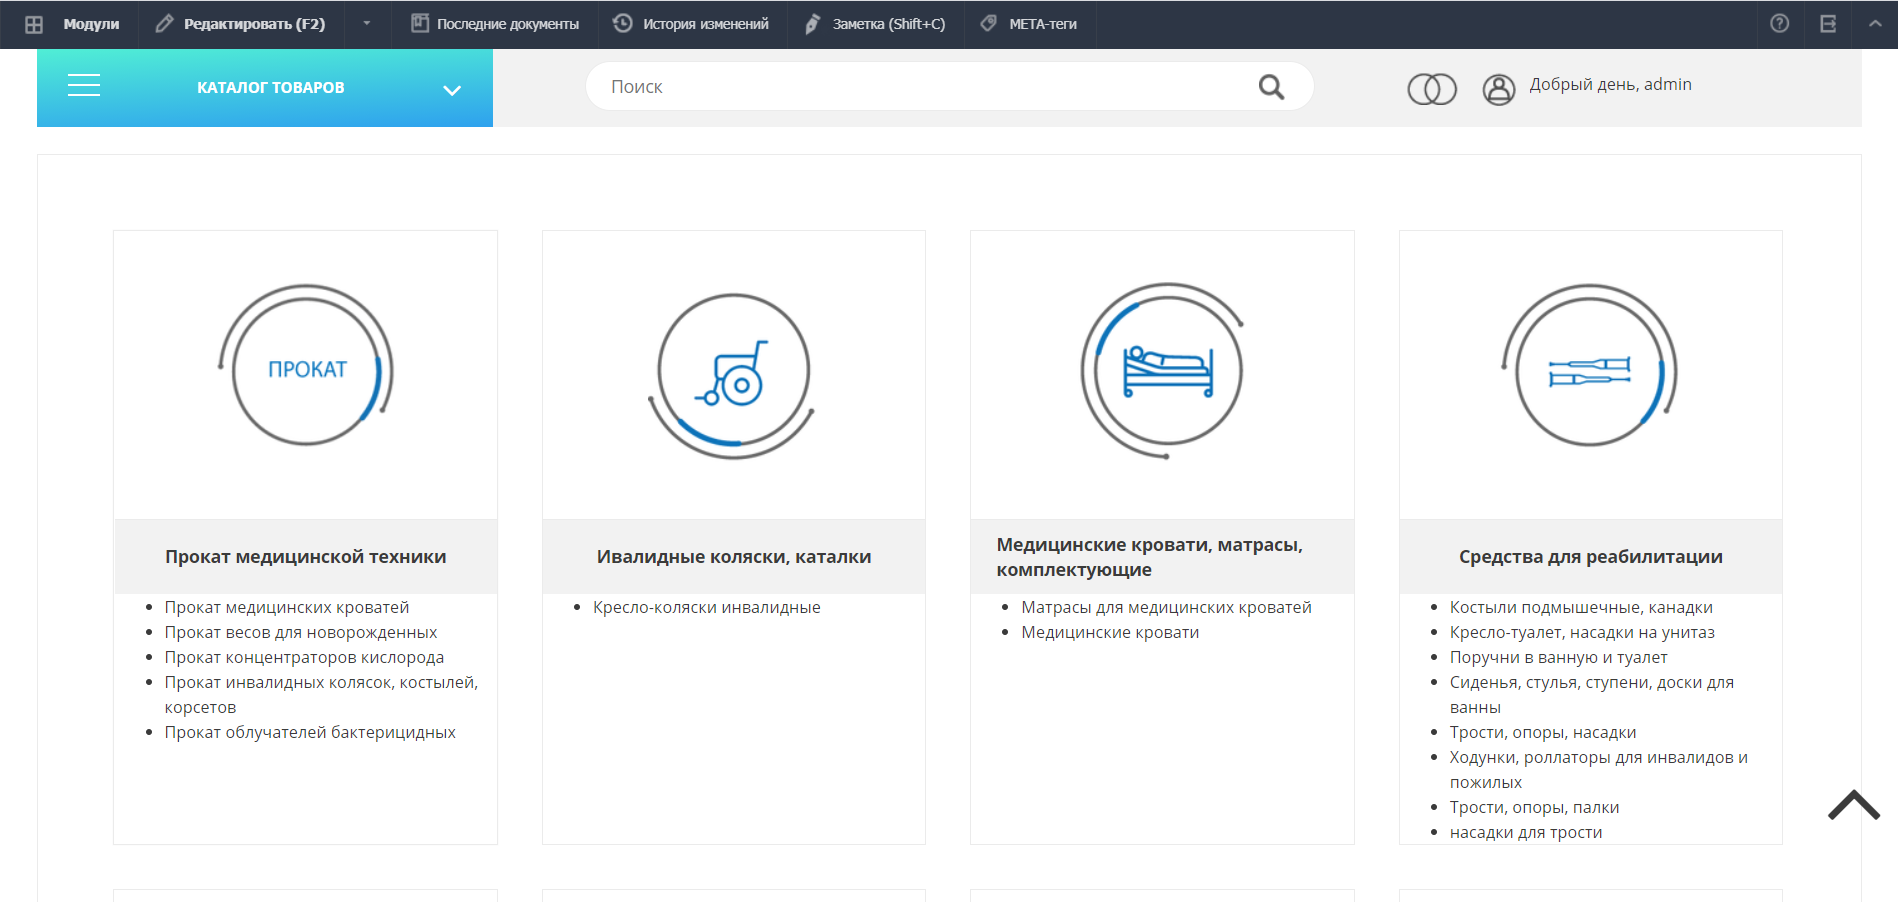 Модули
Редактировать (F2)
Последние документы
История изменений
Заметка (Shift+C)
META-теги
КАТАЛОГ ТОВАРОВ
Поиск
Добрый день, admin
ПРОКАТ
Прокат медицинской техники
Прокат медицинских кроватей
Прокат весов для новорожденных
Прокат концентраторов кислорода
Прокат инвалидных колясок, костылей,
корсетов
Прокат облучателей бактерицидных
Ивалидные коляски, каталки
Кресло-коляски инвалидные
Медицинские кровати, матрасы,
комплектующие
Матрасы для медицинских кроватей
Медицинские кровати
Средства для реабилитации
Костыли подмышечные, канадки
Кресло-туалет, насадки на унитаз
Поручни в ванную и туалет
Сиденья, стулья, ступени, доски для
ванны
Трости, опоры, насадки
Ходунки, роллаторы для инвалидов и
пожилых
Трости, опоры, палки
насадки для трости